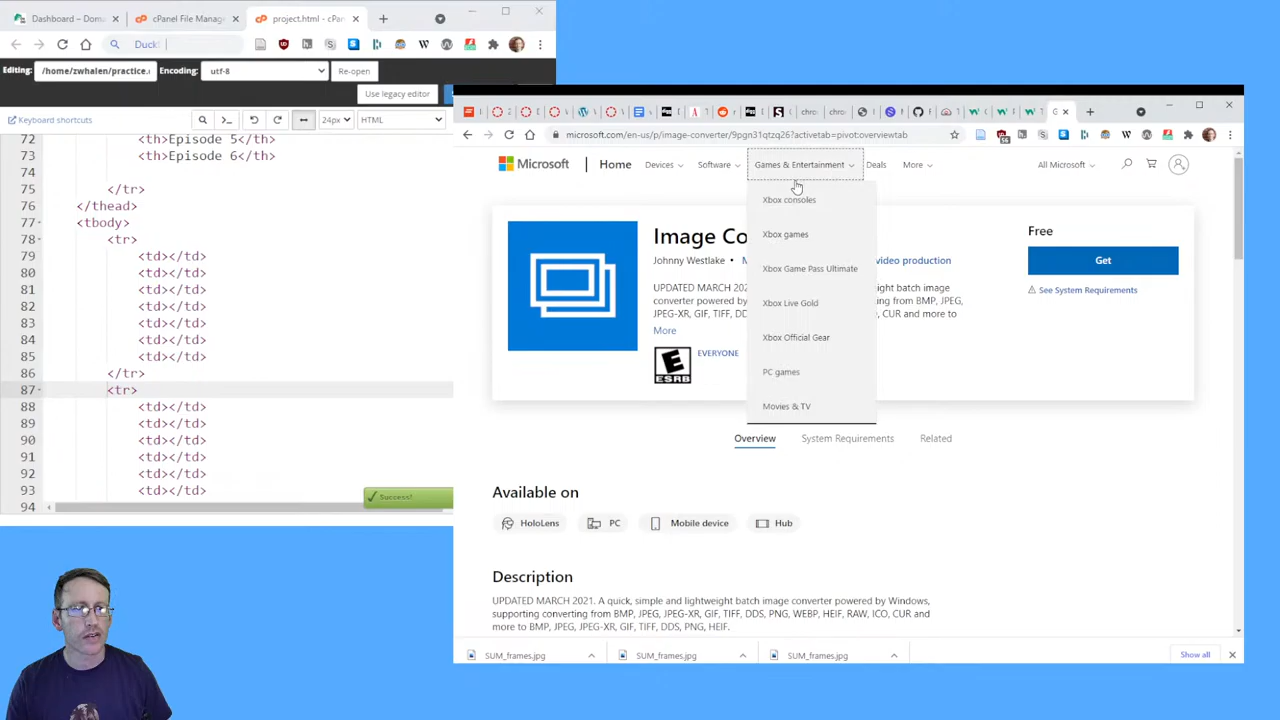 Dashboard – Dom
cPanel File Manage
project.html - cPan
Duck!
Editing:
/home/zwhalen/practice.
Encoding:
utf-8
Re-open
Use legacy editor
Keyboard shortcuts
24px
HTML
72
<th>Episode 5</th>
73
<th>Episode 6</th>
74
75
</tr>
76
</thead>
77
<tbody>
78
<tr>
79
<td></td>
80
<td></td>
81
<td></td>
82
<td></td>
83
<td></td>
84
<td></td>
85
<td></td>
86
</tr>
87
<tr>
88
<td></td>
89
<td></td>
90
<td></td>
91
<td></td>
92
<td></td>
93
<td></td>
94
Success!
chro
chro
G
microsoft.com/en-us/p/image-converter/9pgn31qtzq26?activetab=pivot:overviewtab
56
Microsoft
Home
Devices
Software
Games & Entertainment
Deals
More
All Microsoft
Xbox consoles
Xbox games
Xbox Game Pass Ultimate
Xbox Live Gold
Xbox Official Gear
PC games
Movies & TV
Image Co
Johnny Westlake •
video production
UPDATED MARCH 202
weight batch image
converter powered by W
erting from BMP, JPEG,
JPEG-XR, GIF, TIFF, DDS
CUR and more to
More
E
ESRB
EVERYONE
Free
Get
See System Requirements
Overview
System Requirements
Related
Available on
HoloLens
PC
Mobile device
Hub
Description
UPDATED MARCH 2021. A quick, simple and lightweight batch image converter powered by Windows,
supporting converting from BMP, JPEG, JPEG-XR, GIF, TIFF, DDS, PNG, WEBP, HEIF, RAW, ICO, CUR and
more to BMP, JPEG, JPEG-XR, GIF, TIFF, DDS, PNG, HEIF.
SUM_frames.jpg
SUM_frames.jpg
SUM_frames.jpg
Show all